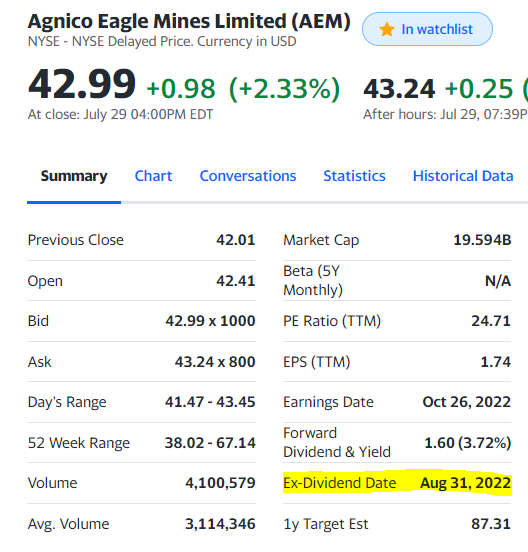 Agnico Eagle Mines Limited (AEM)
In watchlist
NYSE - NYSE Delayed Price. Currency in USD
42.99 +0.98 (+2.33%)
43.24 +0.25 (
At close: July 29 04:00PM EDT
After hours: Jul 29, 07:39P
Summary
Chart
Conversations
Statistics
Historical Data
Previous Close 42.01
Open 42.41
Bid 42.99 x 1000
Ask 43.24 x 800
Day's Range 41.47 - 43.45
52 Week Range 38.02 - 67.14
Volume 4,100,579
Avg. Volume 3,114,346
Market Cap 19.594B
Beta (5Y
Monthly) N/A
PE Ratio (TTM) 24.71
EPS (TTM) 1.74
Earnings Date Oct 26, 2022
Forward
Dividend & Yield 1.60 (3.72%)
Ex-Dividend Date Aug 31, 2022
1y Target Est 87.31